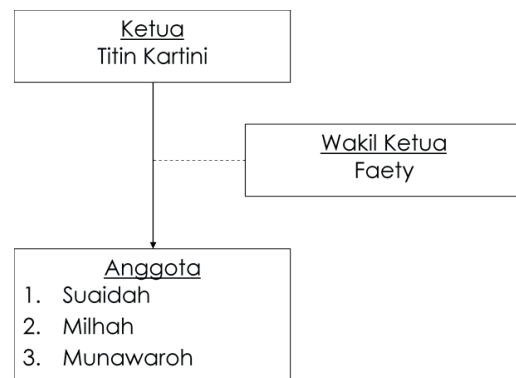 Ketua
Titin Kartini
Wakil Ketua
Faety
Anggota
1. Suaidah
2. Milhah
3. Munawaroh